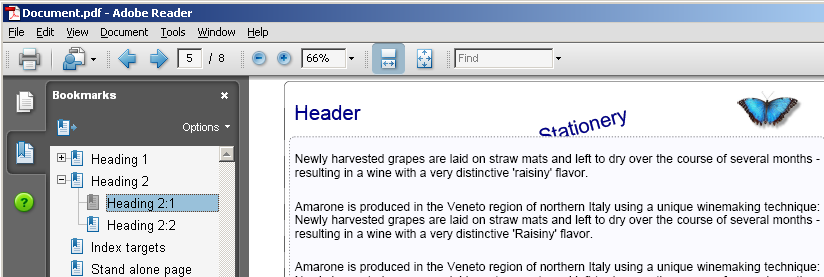 Document.pdf - Adobe Reader
File Edit View Document Tools Window Help
5 / 8 66% Find
Bookmarks
Options
Heading 1
Heading 2
Heading 2:1
Heading 2:2
Index targets
Stand alone page
Header
Stationery
Newly harvested grapes are laid on straw mats and left to dry over the course of several months -
resulting in a wine with a very distinctive 'raisiny' flavor.
Amarone is produced in the Veneto region of northern Italy using a unique winemaking technique:
Newly harvested grapes are laid on straw mats and left to dry over the course of several months -
resulting in a wine with a very distinctive 'Raisiny' flavor.
Amarone is produced in the Veneto region of northern Italy using a unique winemaking technique: